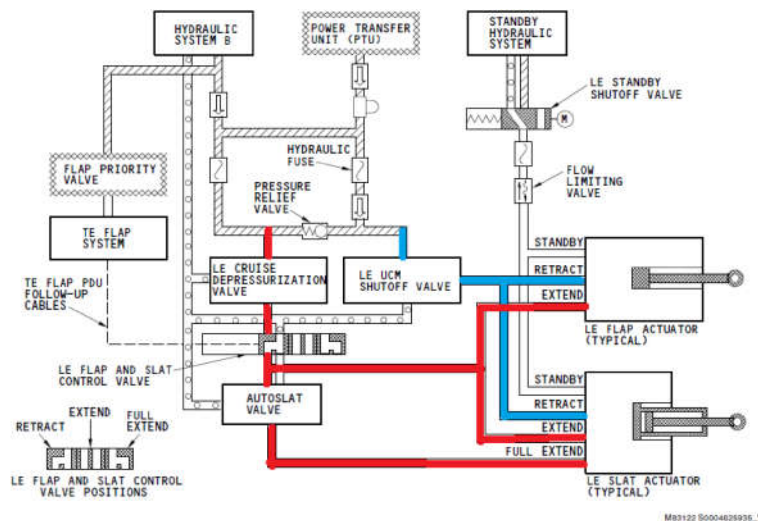 HYDRAULIC
SYSTEM B
POWER TRANSFER
UNIT (PTU)
STANDBY
HYDRAULIC
SYSTEM
LE STANDBY
SHUTOFF VALVE
M
HYDRAULIC
FUSE
FLAP PRIORITY
VALVE
PRESSURE
RELIEF
VALVE
FLOW
LIMITING
VALVE
TE FLAP
SYSTEM
TE FLAP PDU
FOLLOW-UP
CABLES
LE CRUISE
DEPRESSURIZATION
VALVE
LE UCM
SHUTOFF VALVE
STANDBY
RETRACT
EXTEND
LE FLAP ACTUATOR
(TYPICAL)
LE FLAP AND SLAT
CONTROL VALVE
AUTOSLAT
VALVE
STANDBY
RETRACT
EXTEND
FULL EXTEND
LE SLAT ACTUATOR
(TYPICAL)
RETRACT
EXTEND
FULL
EXTEND
LE FLAP AND SLAT CONTROL
VALVE POSITIONS